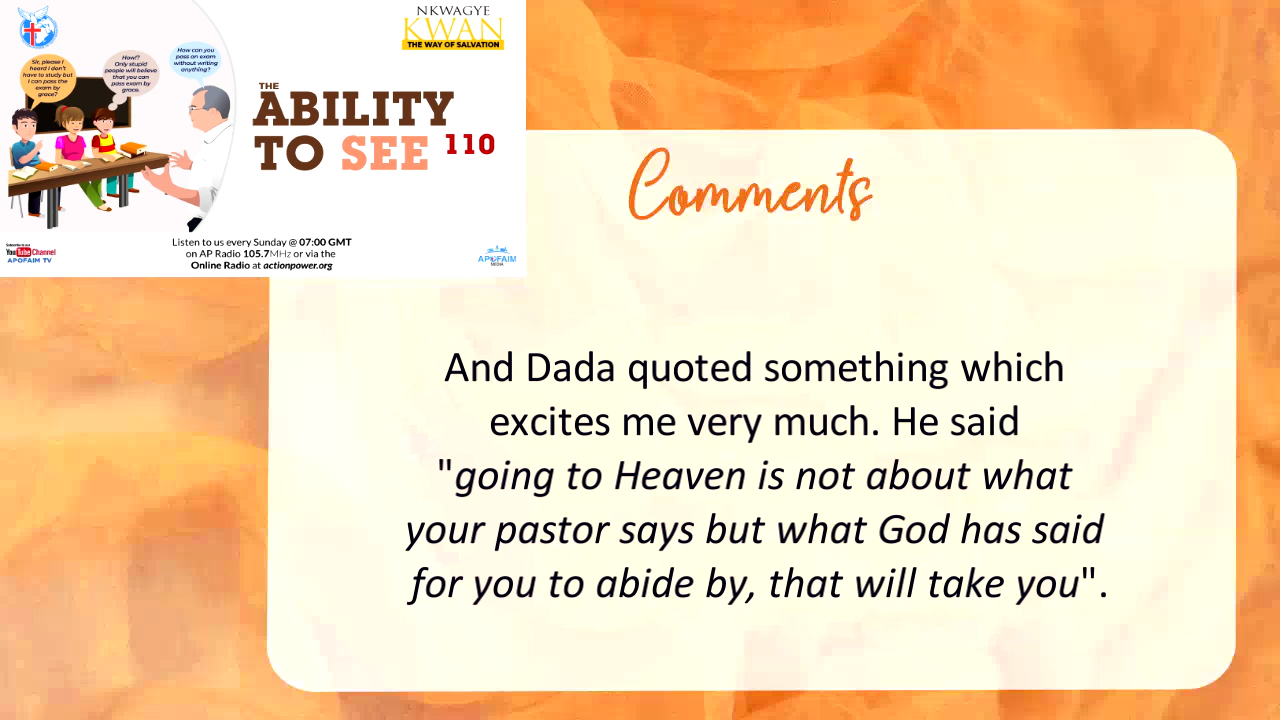 NKWAGYE
KWAN
THE WAY OF SALVATION
Sir, please I
heard I don't
have to study but
I can pass the
exam by
grace?
How!?
Only stupid
people will believe
that you can
pass exam by
grace.
How can you
pass an exam
without writing
anything?
THE
ABILITY
TO SEE 110
Listen to us every Sunday @ 07:00 GMT
on AP Radio 105.7MHz or via the
Online Radio at actionpower.org
Subscribe to our
YouTube Channel
APOFAIM TV
APOFAIM
MEDIA
Comments
And Dada quoted something which
excites me very much. He said
"going to Heaven is not about what
your pastor says but what God has said
for you to abide by, that will take you".